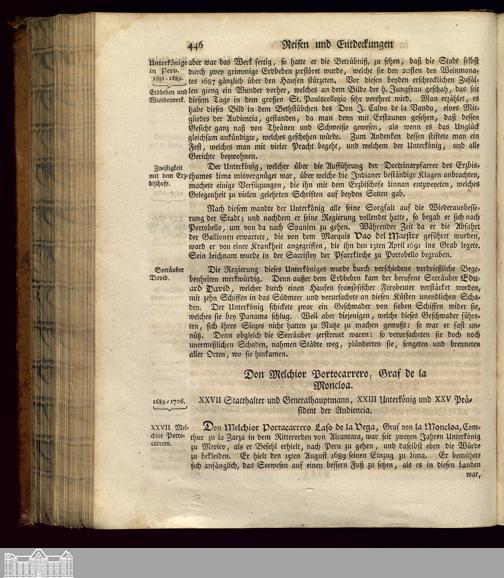 446 Reisen und Entdeckungen
Unterkönige
in Peru.
1681-1689.
Erdbeben und
Wunderwerk.
aber war das Werk fertig, so hatte er die Betrübniß, zu sehen, daß die Stadt selbst
durch zwey grimmige Erdbeben zerstöret wurde, welche sie den 20sten des Weinmona-
tes 1687 gänzlich über den Haufen stürzeten. Vor diesen beyden erschrecklichen Zufäl-
len gieng ein Wunder vorher, welches an dem Bilde der h. Jungfrau geschah, das seit
diesem Tage in dem großen St. Paulscollegio sehr verehret wird. Man erzählet, es
habe dieses Bild in dem Bethstübchen des Don J. Calvo de la Vanda, eines Mit-
gliedes der Audiencia, gestanden, da man denn mit Erstaunen gesehen, daß dessen
Gesicht ganz naß von Thränen und Schweiße gewesen, als wenn es das Unglück
gleichsam ankündigte, welches geschehen würde. Zum Andenken dessen stiftete man ein
Fest, welches man mit vieler Pracht begeht, und welchem der Unterkönig, und alle
Gerichte beywohnen.
Zwistigkeit
mit dem Erz-
bischofe.
Der Unterkönig, welcher über die Aufführung der Doctrinarpfarrer des Erzbis-
thumes Lima misvergnüget war, über welche die Indianer beständige Klagen anbrachten,
machete einige Verfügungen, die ihn mit dem Erzbischofe Linnan entzweyeten, welches
Gelegenheit zu vielen gelehrten Schriften auf beyden Seiten gab.
Nach diesem wandte der Unterkönig alle seine Sorgfalt auf die Wiederausbesse-
rung der Stadt; und nachdem er seine Regierung vollendet hatte, so begab er sich nach
Portobello, um von da nach Spanien zu gehen. Während der Zeit da er die Abfahrt
der Gallionen erwartete, die von dem Marquis Vao del Maestre geführet wurden,
ward er von einer Krankheit angegriffen, die ihn den 13ten April 1691 ins Grab legete.
Sein Leichnam wurde in der Sacristey der Pfarrkirche zu Portobello begraben.
Seeräuber
David.
Die Regierung dieses Unterköniges wurde durch verschiedene verdrießliche Bege-
benheiten merkwürdig. Denn außer dem Erdbeben kam der berufene Seeräuber Edu-
ard David, welcher durch einen Haufen französischer Freybeuter verstärket worden,
mit zehn Schiffen in das Südmeer und verursachete an diesen Küsten unendlichen Scha-
den. Der Unterkönig schickete zwar ein Geschwader von sieben Schiffen wider sie,
welches sie bey Panama schlug. Weil aber diejenigen, welche dieses Geschwader führe-
ten, sich ihres Sieges nicht hatten zu Nutze zu machen gewußt: so war er fast un-
nütz. Denn obgleich die Seeräuber zerstreuet waren: so verursacheten sie doch noch
unermeßlichen Schaden, nahmen Städte weg, plünderten sie, sengeten und brenneten
aller Orten, wo sie hinkamen.
Don Melchior Portocarrero, Graf de la
Moncloa.
1689-1706.
XXVII Statthalter und Generalhauptmann, XXIII Unterkönig und XXV Prä-
sident der Audiencia.
XXVII. Mel-
chior Porto-
carrero.
Don Melchior Portacarrero Laso de la Vega, Graf von la Moncloa, Com-
thur zu la Zarza in dem Ritterorden von Alcantara, war seit zweyen Jahren Unterkönig
zu Mexico, als er Befehl erhielt, nach Peru zu gehen, und daselbst eben die Würde
zu bekleiden. Er hielt den 15ten August 1689 seinen Einzug zu Lima. Er bemühete
sich anfänglich, das Seewesen auf einen bessern Fuß zu setzen, als es in diesen Landen
war,